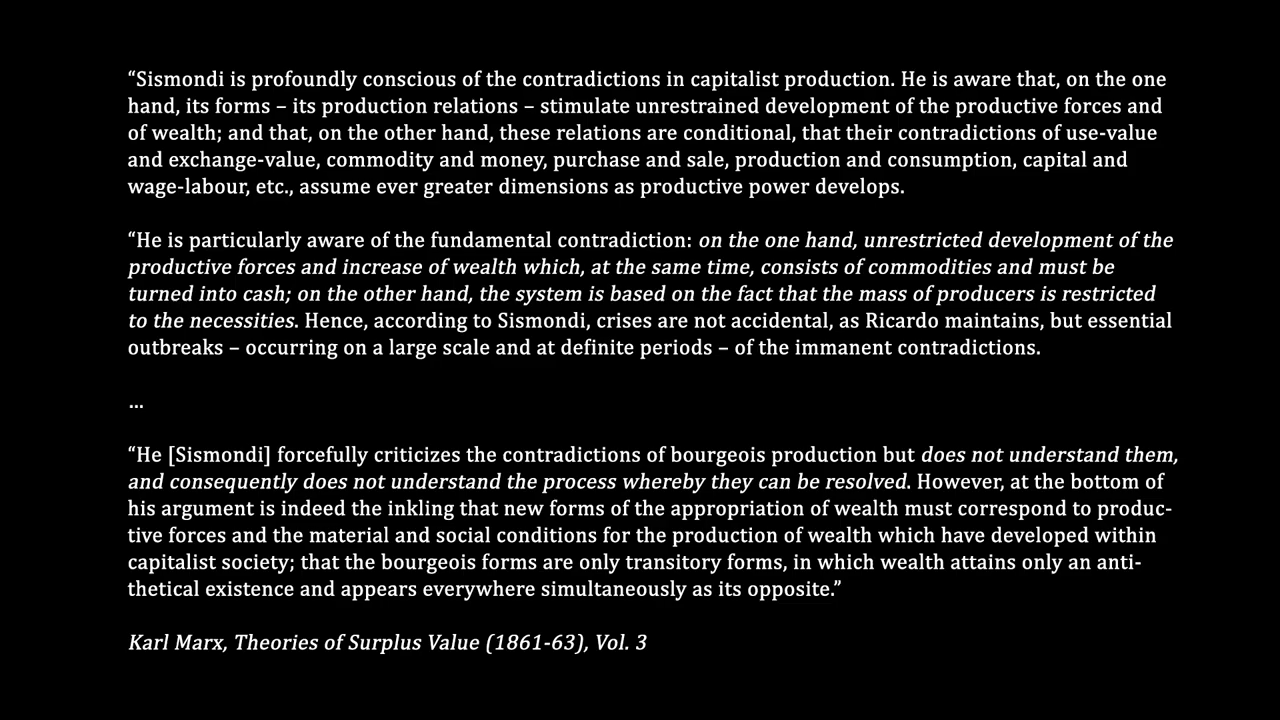 “Sismondi is profoundly conscious of the contradictions in capitalist production. He is aware that, on the one
hand, its forms – its production relations – stimulate unrestrained development of the productive forces and
of wealth; and that, on the other hand, these relations are conditional, that their contradictions of use-value
and exchange-value, commodity and money, purchase and sale, production and consumption, capital and
wage-labour, etc., assume ever greater dimensions as productive power develops.
“He is particularly aware of the fundamental contradiction: on the one hand, unrestricted development of the
productive forces and increase of wealth which, at the same time, consists of commodities and must be
turned into cash; on the other hand, the system is based on the fact that the mass of producers is restricted
to the necessities. Hence, according to Sismondi, crises are not accidental, as Ricardo maintains, but essential
outbreaks – occurring on a large scale and at definite periods – of the immanent contradictions.
...
“He [Sismondi] forcefully criticizes the contradictions of bourgeois production but does not understand them,
and consequently does not understand the process whereby they can be resolved. However, at the bottom of
his argument is indeed the inkling that new forms of the appropriation of wealth must correspond to produc-
tive forces and the material and social conditions for the production of wealth which have developed within
capitalist society; that the bourgeois forms are only transitory forms, in which wealth attains only an anti-
thetical existence and appears everywhere simultaneously as its opposite.”
Karl Marx, Theories of Surplus Value (1861-63), Vol. 3